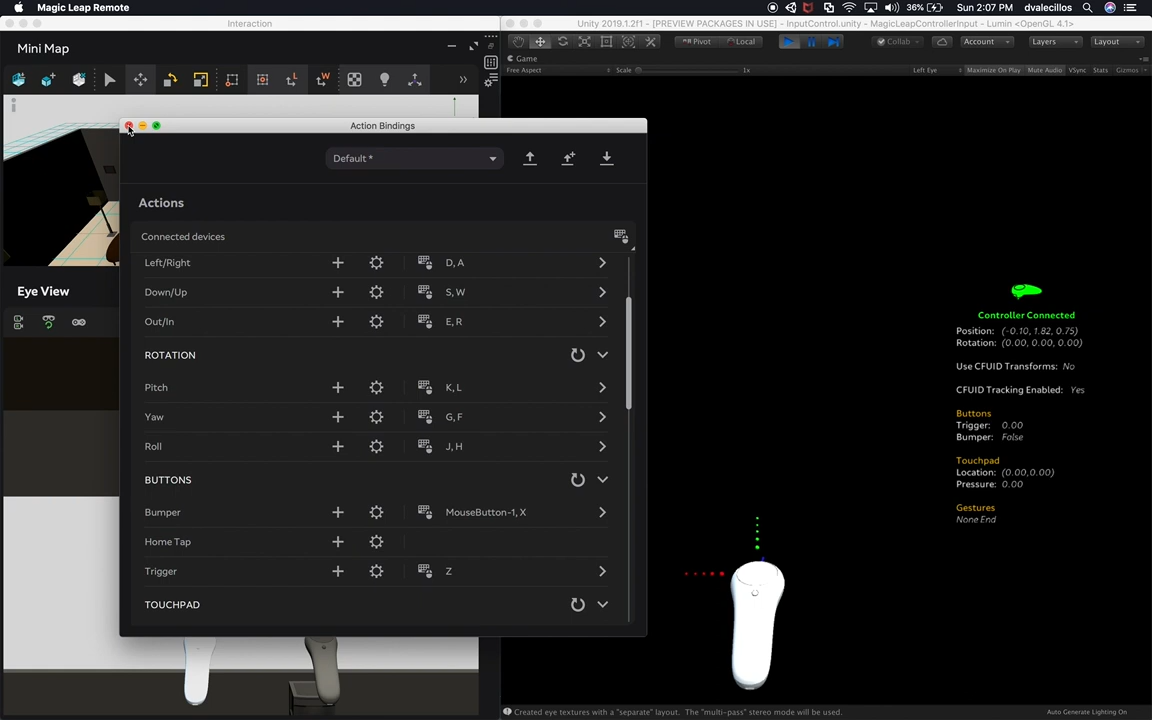 Magic Leap Remote
36%
Sun 2:07 PM
dvalecillos
Interaction
Unity 2019.1.2f1 - [PREVIEW PACKAGES IN USE] - InputControl.unity - MagicLeapControllerInput - Lumin <OpenGL 4.1>
Mini Map
Pivot
Local
Collab
Account
Layers
Layout
Game
Free Aspect
Scale
1x
Left Eye
Maximize On Play
Mute Audio
VSync
Stats
Gizmos
L
W
Action Bindings
Default *
Actions
Connected devices
Left/Right
D, A
Down/Up
S, W
Out/In
E, R
ROTATION
Pitch
K, L
Yaw
G, F
Roll
J, H
BUTTONS
Bumper
MouseButton-1, X
Home Tap
Trigger
Z
TOUCHPAD
Eye View
Controller Connected
Position: (-0.10, 1.82, 0.75)
Rotation: (0.00, 0.00, 0.00)
Use CFUID Transforms: No
CFUID Tracking Enabled: Yes
Buttons
Trigger: 0.00
Bumper: False
Touchpad
Location: (0.00,0.00)
Pressure: 0.00
Gestures
None End
Created eye textures with a "separate" layout. The "multi-pass" stereo mode will be used.
Auto Generate Lighting On